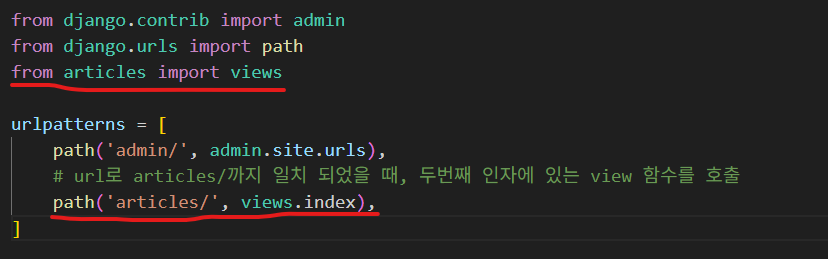 from django.contrib import admin
from django.urls import path
from articles import views
urlpatterns = [
path('admin/', admin.site.urls),
# url로 articles/까지 일치 되었을 때, 두번째 인자에 있는 view 함수를 호출
path('articles/', views.index),
]